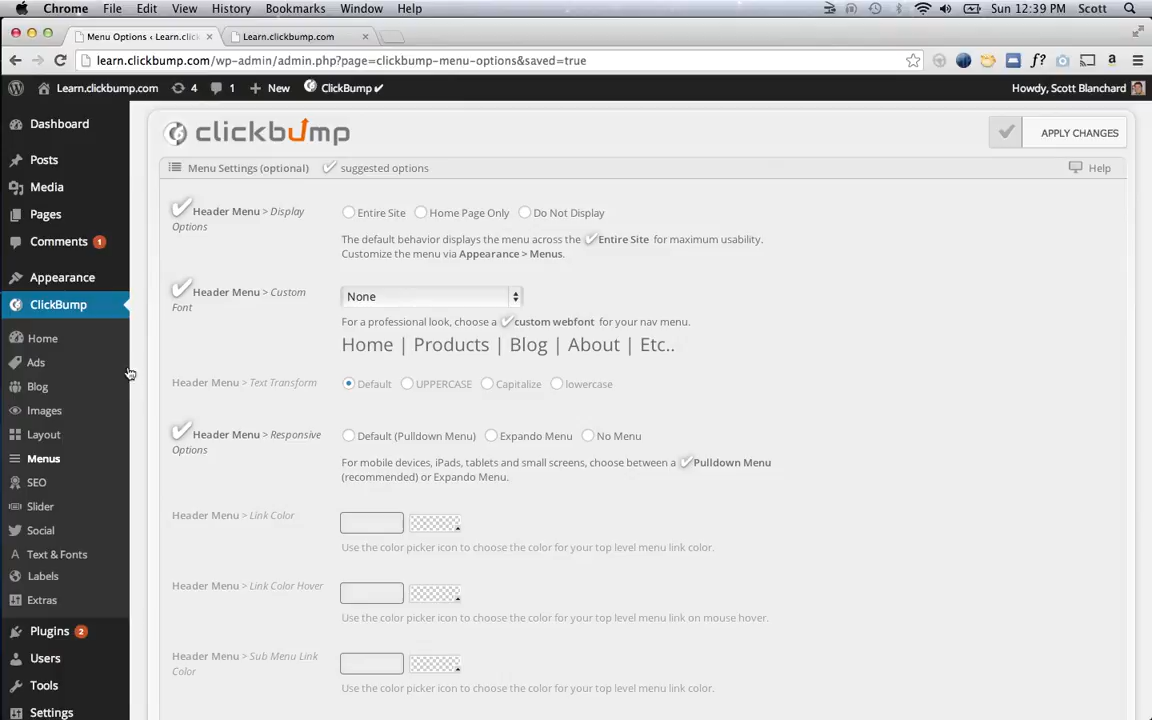 Chrome File Edit View History Bookmarks Window Help Sun 12:39 PM Scott
Menu Options ‹ Learn.click Learn.clickbump.com
learn.clickbump.com/wp-admin/admin.php?page=clickbump-menu-options&saved=true
Learn.clickbump.com 4 1 + New ClickBump ✔ Howdy, Scott Blanchard
Dashboard
Posts
Media
Pages
Comments 1
Appearance
ClickBump
Home
Ads
Blog
Images
Layout
Menus
SEO
Slider
Social
Text & Fonts
Labels
Extras
Plugins 2
Users
Tools
Settings
clickbump
APPLY CHANGES
Menu Settings (optional) suggested options Help
Header Menu > Display
Options
Entire Site Home Page Only Do Not Display
The default behavior displays the menu across the Entire Site for maximum usability.
Customize the menu via Appearance > Menus.
Header Menu > Custom
Font
None
For a professional look, choose a custom webfont for your nav menu.
Home | Products | Blog | About | Etc..
Header Menu > Text Transform Default UPPERCASE Capitalize lowercase
Header Menu > Responsive
Options
Default (Pulldown Menu) Expando Menu No Menu
For mobile devices, iPads, tablets and small screens, choose between a Pulldown Menu
(recommended) or Expando Menu.
Header Menu > Link Color
Use the color picker icon to choose the color for your top level menu link color.
Header Menu > Link Color Hover
Use the color picker icon to choose the color for your top level menu link on mouse hover.
Header Menu > Sub Menu Link
Color
Use the color picker icon to choose the color for your top level menu link color.